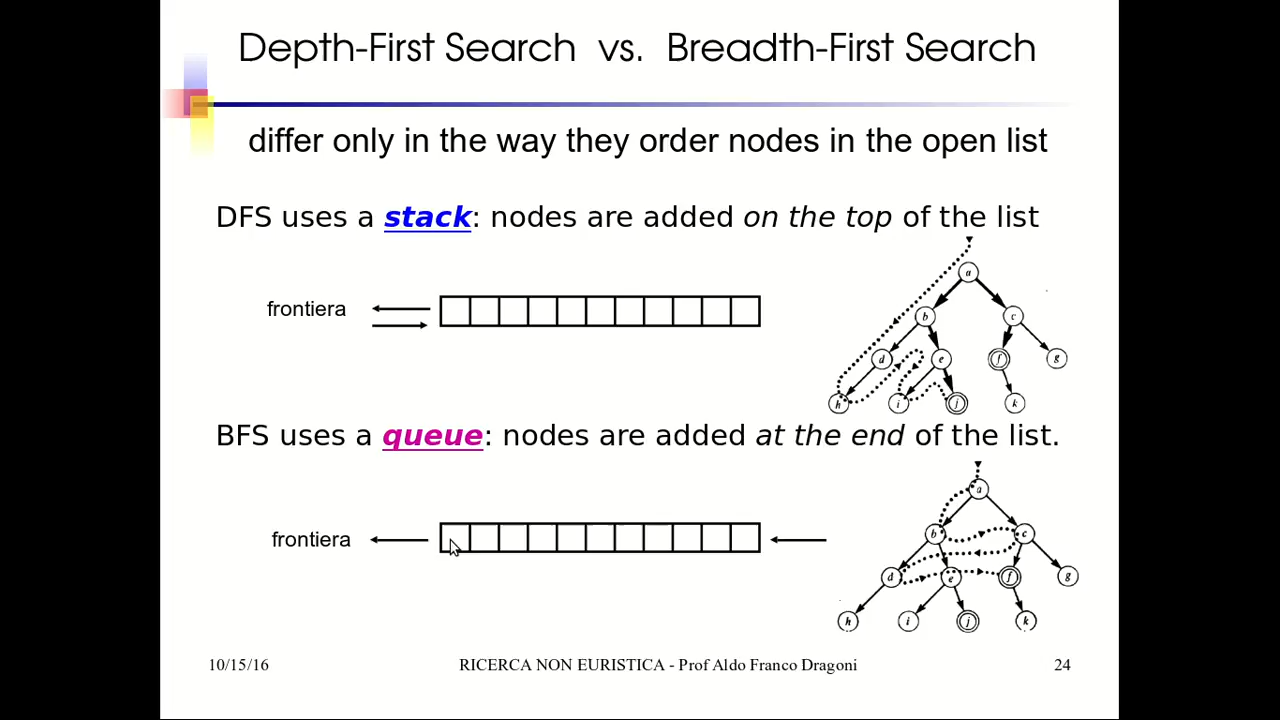 Depth-First Search vs. Breadth-First Search
differ only in the way they order nodes in the open list
DFS uses a stack: nodes are added on the top of the list
frontiera
a
b
c
d
e
f
g
h
i
j
k
BFS uses a queue: nodes are added at the end of the list.
frontiera
a
b
c
d
e
f
g
h
i
j
k
10/15/16
RICERCA NON EURISTICA - Prof Aldo Franco Dragoni
24